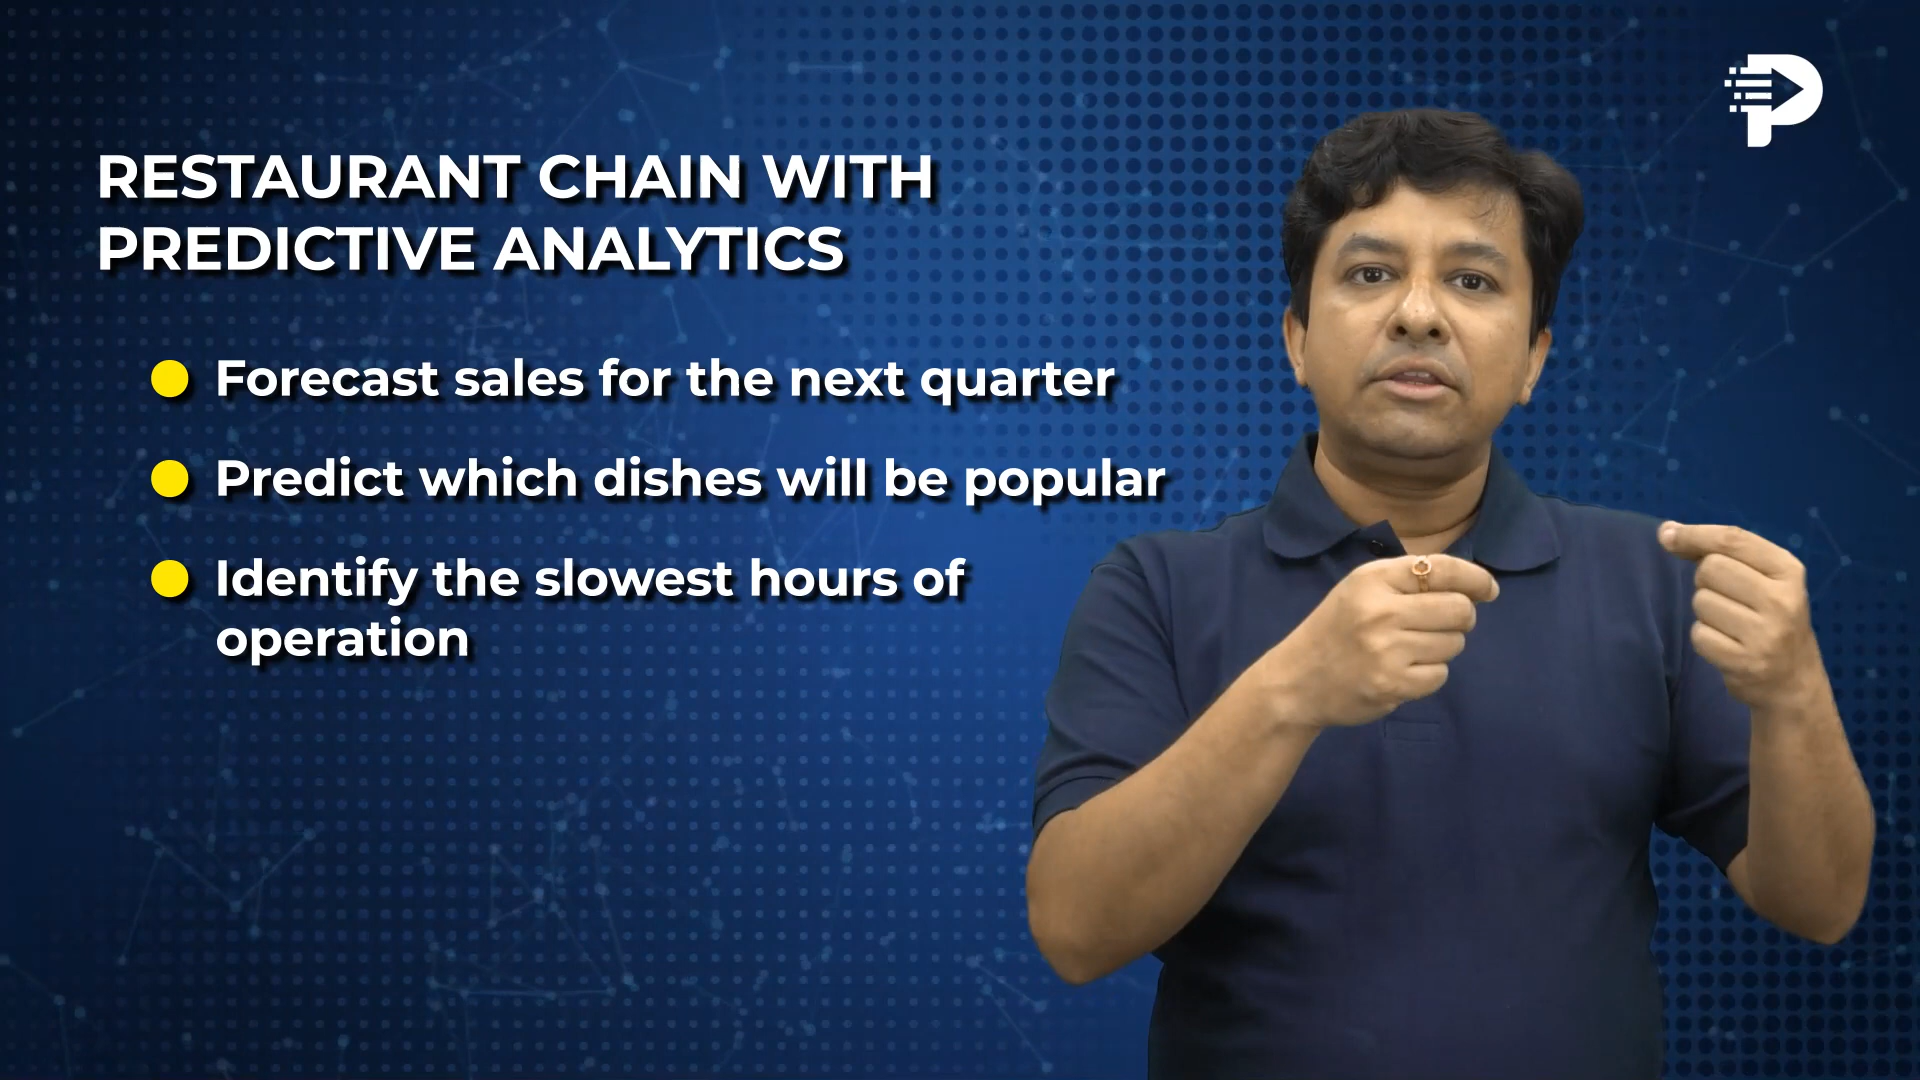 RESTAURANT CHAIN WITH
PREDICTIVE ANALYTICS
Forecast sales for the next quarter
Predict which dishes will be popular
Identify the slowest hours of
operation